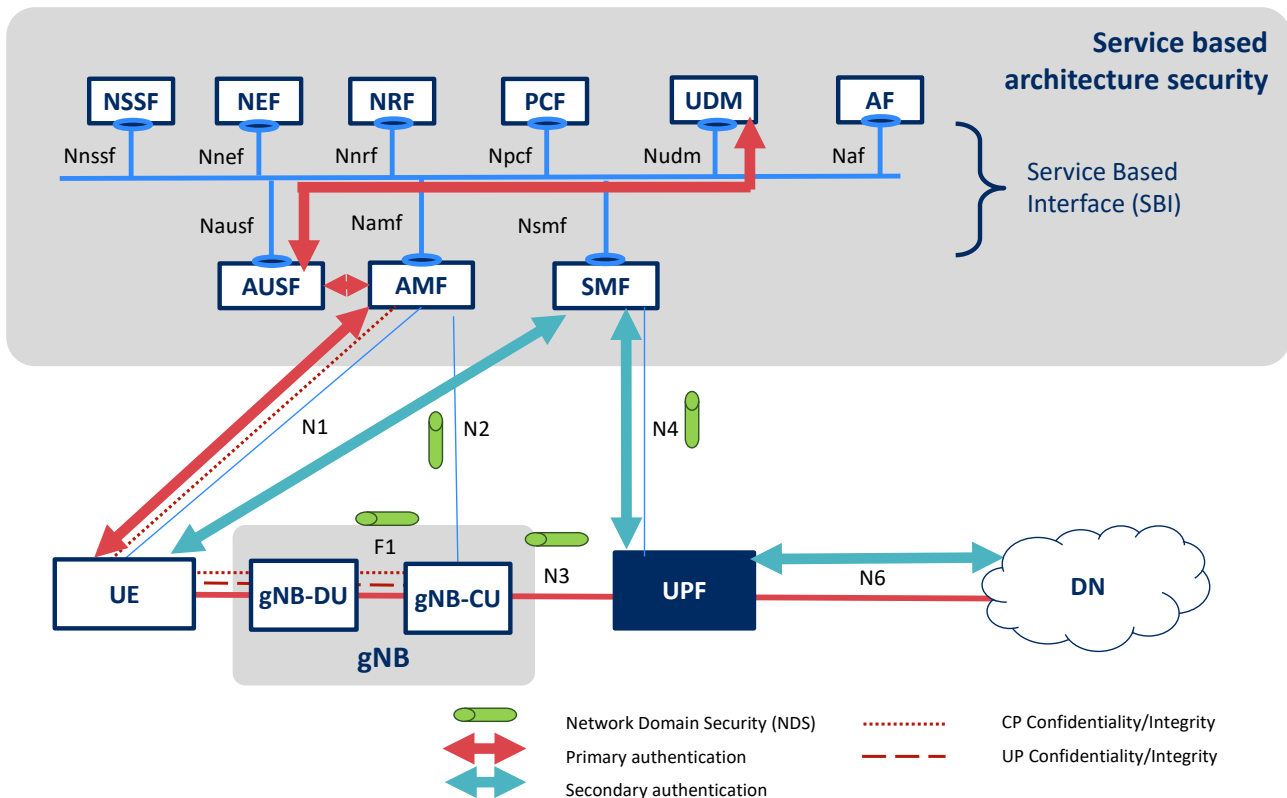 Service based
architecture security
NSSF
NEF
NRF
PCF
UDM
AF
Nnssf
Nnef
Nnrf
Npcf
Nudm
Naf
Service Based
Interface (SBI)
Nausf
Namf
Nsmf
AUSF
AMF
SMF
N1
N2
N4
F1
N3
N6
UE
gNB-DU
gNB-CU
UPF
DN
gNB
Network Domain Security (NDS)
CP Confidentiality/Integrity
Primary authentication
UP Confidentiality/Integrity
Secondary authentication